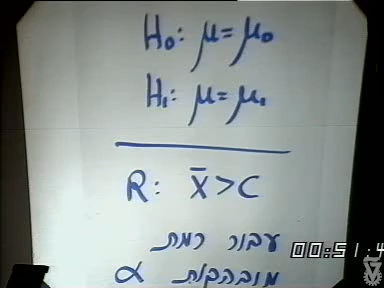 H₀: μ = μ₀
H₁: μ = μ₁
R: X̄ > C
עבור רמת
מובהקות α
00:51:4